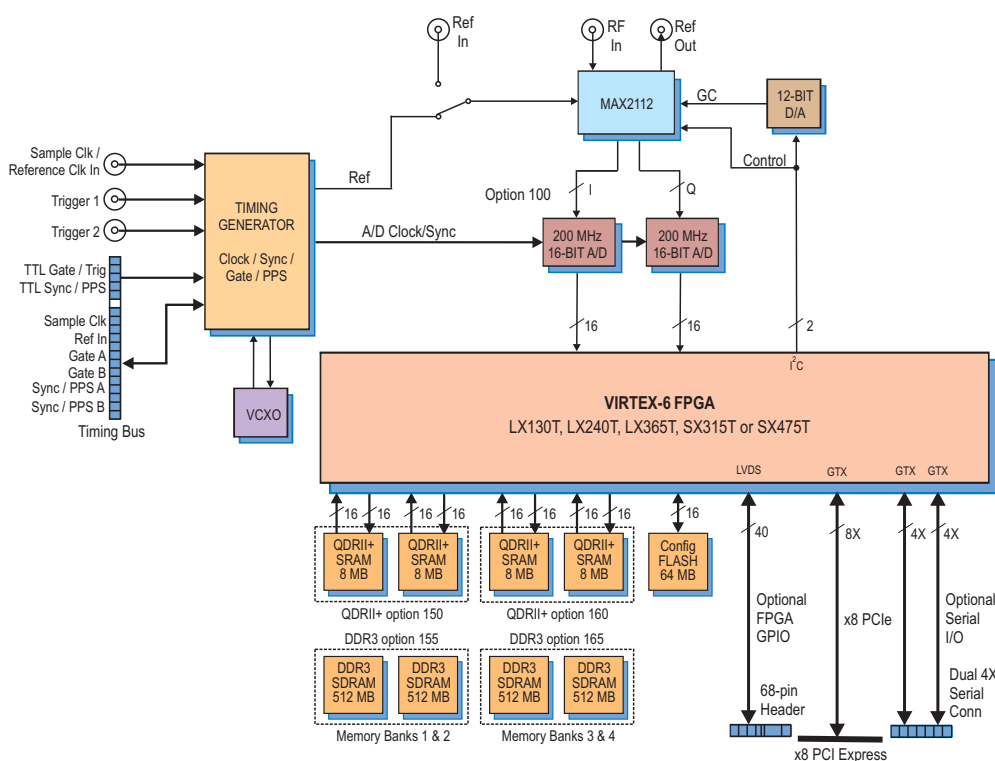 Ref
In
RF
In
Ref
Out
MAX2112
GC
12-BIT
D/A
Control
Sample Clk /
Reference Clk In
Trigger 1
Trigger 2
TTL Gate / Trig
TTL Sync / PPS
Sample Clk
Ref In
Gate A
Gate B
Sync / PPS A
Sync / PPS B
Timing Bus
TIMING
GENERATOR
Clock / Sync /
Gate / PPS
VCXO
Ref
Option 100
I
Q
A/D Clock/Sync
200 MHz
16-BIT A/D
200 MHz
16-BIT A/D
16
16
2
I2C
VIRTEX-6 FPGA
LX130T, LX240T, LX365T, SX315T or SX475T
LVDS
GTX
GTX
GTX
16
16
16
16
16
16
16
16
16
40
8X
4X
4X
QDRII+
SRAM
8 MB
QDRII+
SRAM
8 MB
QDRII+
SRAM
8 MB
QDRII+
SRAM
8 MB
Config
FLASH
64 MB
QDRII+ option 150
QDRII+ option 160
DDR3 option 155
DDR3 option 165
DDR3
SDRAM
512 MB
DDR3
SDRAM
512 MB
DDR3
SDRAM
512 MB
DDR3
SDRAM
512 MB
Memory Banks 1 & 2
Memory Banks 3 & 4
Optional
FPGA
GPIO
68-pin
Header
x8 PCIe
x8 PCI Express
Optional
Serial
I/O
Dual 4X
Serial
Conn